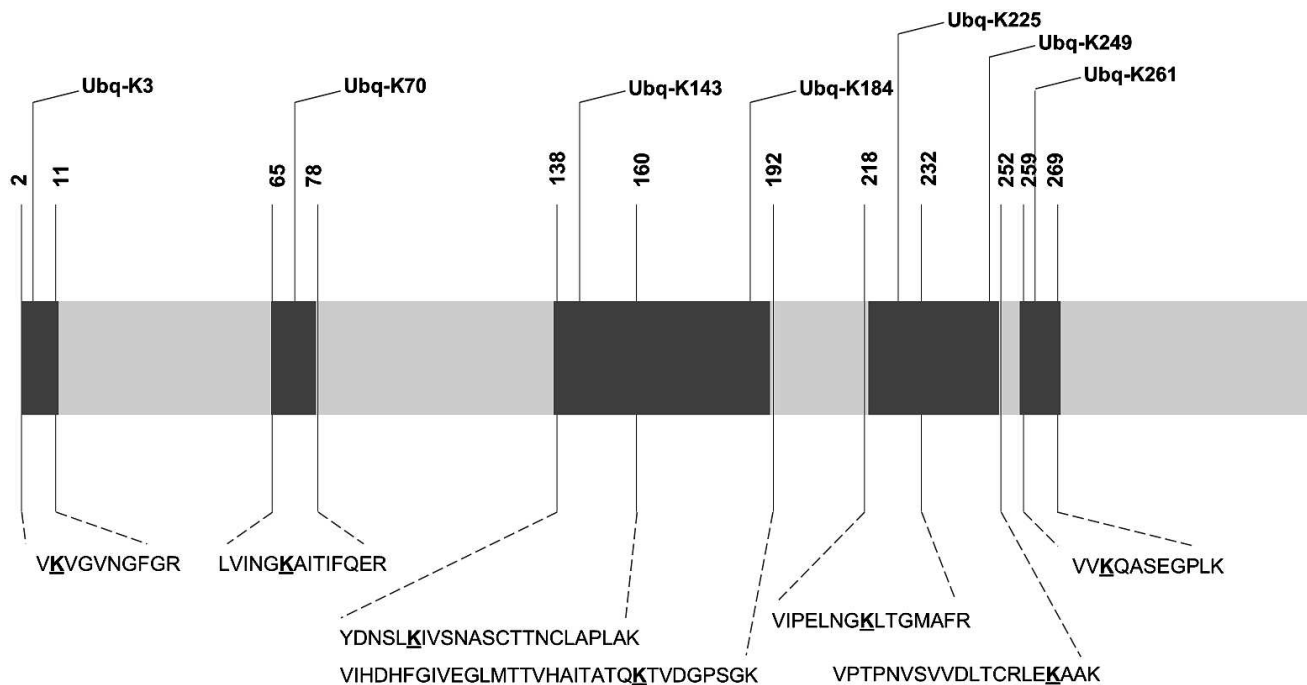 Ubq-K225
Ubq-K249
Ubq-K3
Ubq-K70
Ubq-K143
Ubq-K184
Ubq-K261
2
11
65
78
138
160
192
218
232
252
259
269
VKVGVNGFGR
LVINGKAITIFQER
VVKQASEGPLK
YDNSLKIVSNASCTTNCLAPLAK
VIPELNGKLTGMAFR
VIHDHFGIVEGLMTTVHAITATQKTVDGPSGK
VPTPNVSVVDLTCRLEKAAK